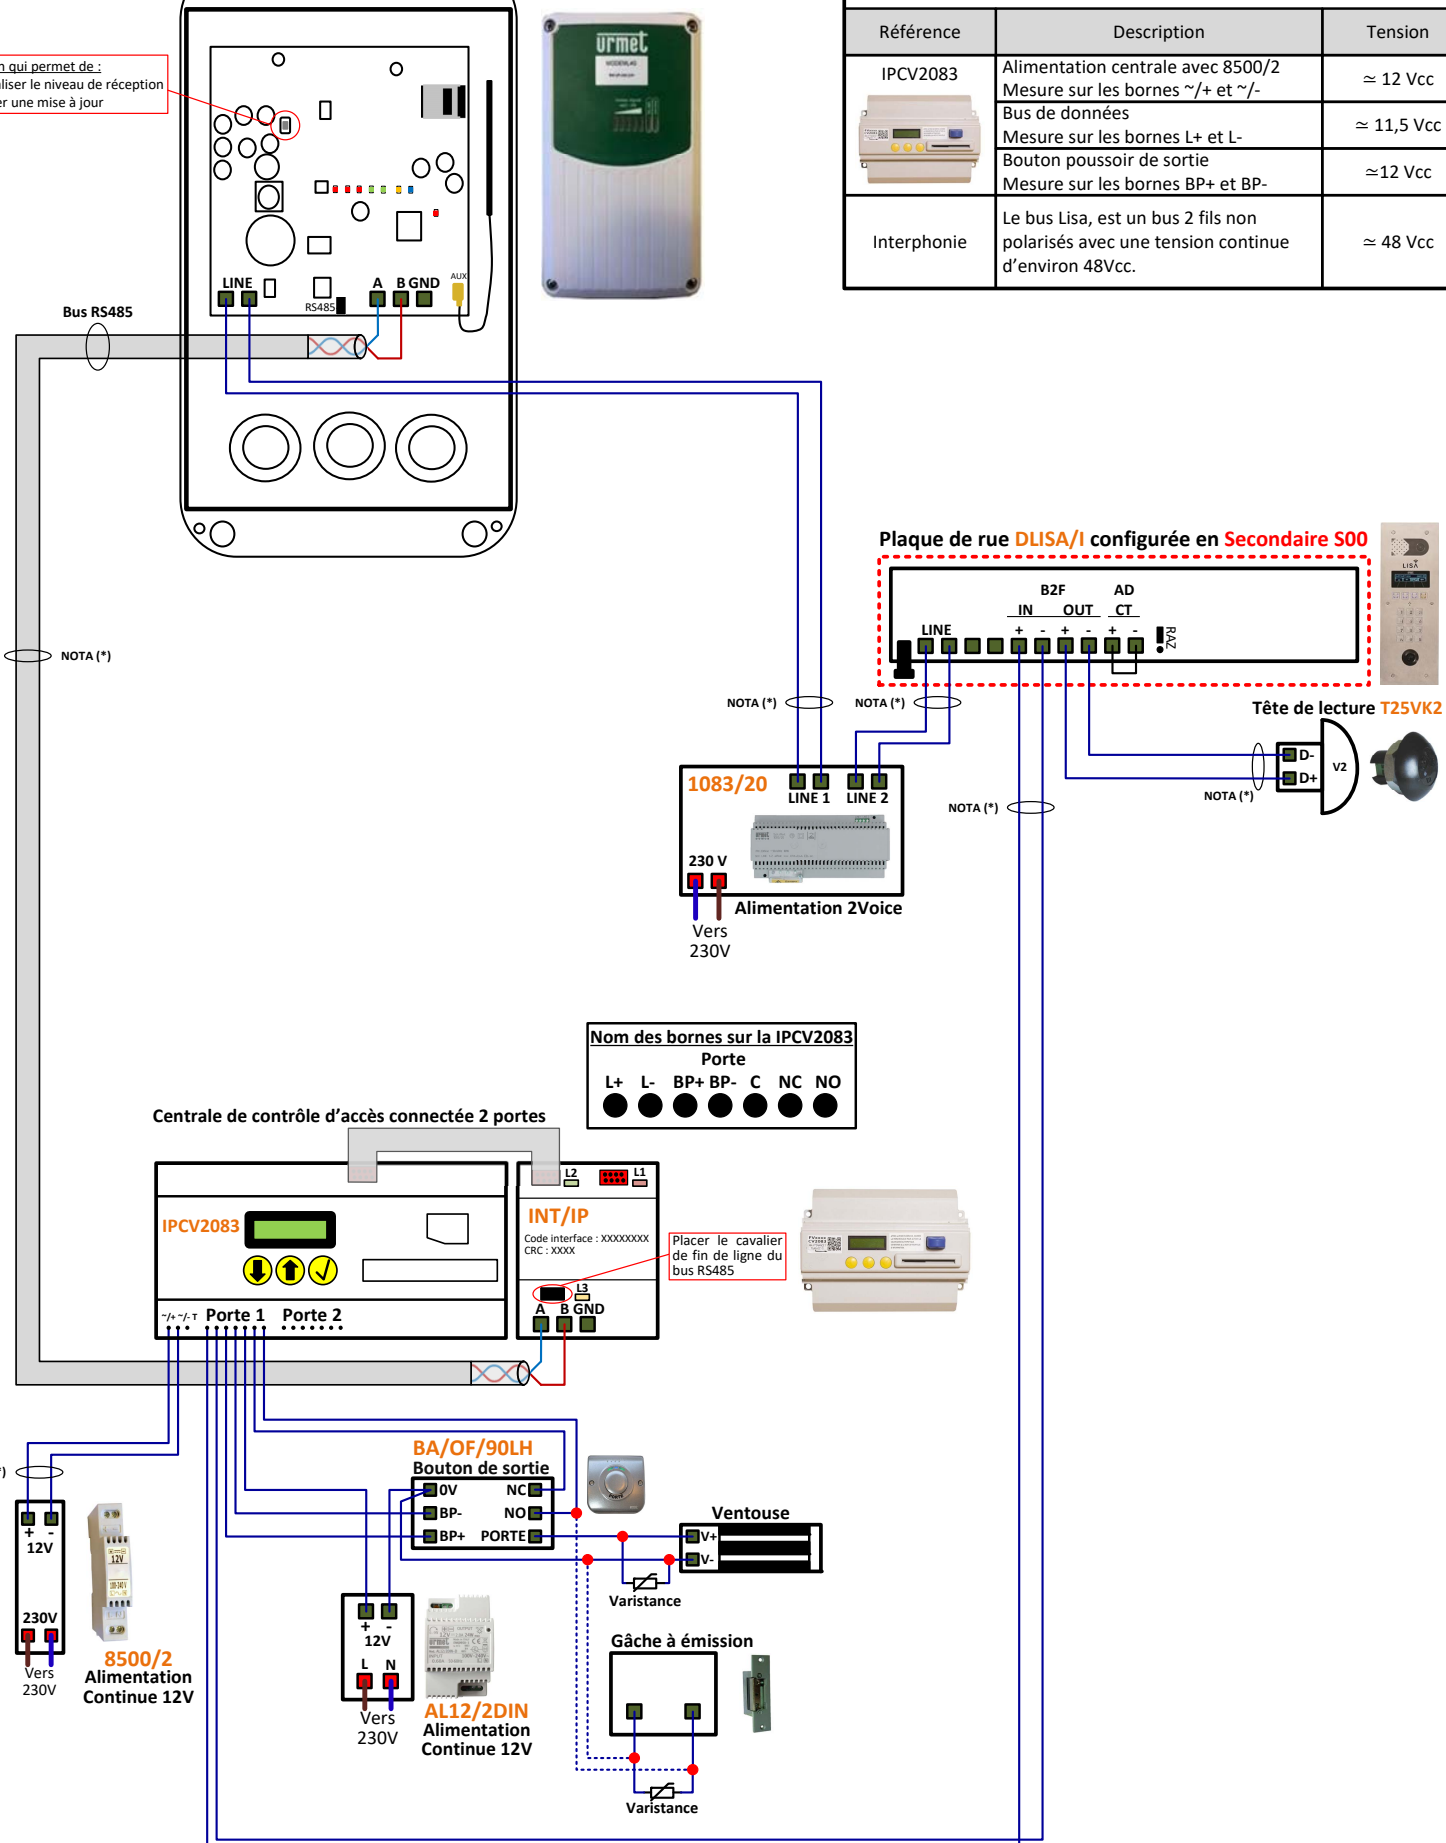 n qui permet de :
liser le niveau de réception
er une mise à jour
urmet
Référence
Description
Tension
IPCV2083
Alimentation centrale avec 8500/2
Mesure sur les bornes ~/+ et ~/-
≃ 12 Vcc
Bus de données
Mesure sur les bornes L+ et L-
≃ 11,5 Vcc
Bouton poussoir de sortie
Mesure sur les bornes BP+ et BP-
≃12 Vcc
Interphonie
Le bus Lisa, est un bus 2 fils non
polarisés avec une tension continue
d’environ 48Vcc.
≃ 48 Vcc
LINE
RS485
A B GND
AUX
Bus RS485
NOTA (*)
Plaque de rue DLISA/I configurée en Secondaire S00
B2F
AD
IN OUT CT
LINE + - + - + -
RAZ
LISA
NOTA (*)
NOTA (*)
Tête de lecture T25VK2
D-
D+
V2
NOTA (*)
NOTA (*)
1083/20
LINE 1 LINE 2
230 V
Alimentation 2Voice
Vers
230V
Nom des bornes sur la IPCV2083
Porte
L+ L- BP+ BP- C NC NO
Centrale de contrôle d’accès connectée 2 portes
IPCV2083
L2
L1
INT/IP
Code interface : XXXXXXXX
CRC : XXXX
Placer le cavalier
de fin de ligne du
bus RS485
L3
A B GND
~/+ ~/- T Porte 1 Porte 2
*)
BA/OF/90LH
Bouton de sortie
0V NC
BP- NO
BP+ PORTE
Ventouse
V+
V-
Varistance
+ -
12V
230V
Vers
230V
12V
8500/2
Alimentation
Continue 12V
+ -
12V
L N
Vers
230V
urmet
AL12/2DIN
Alimentation
Continue 12V
Gâche à émission
Varistance